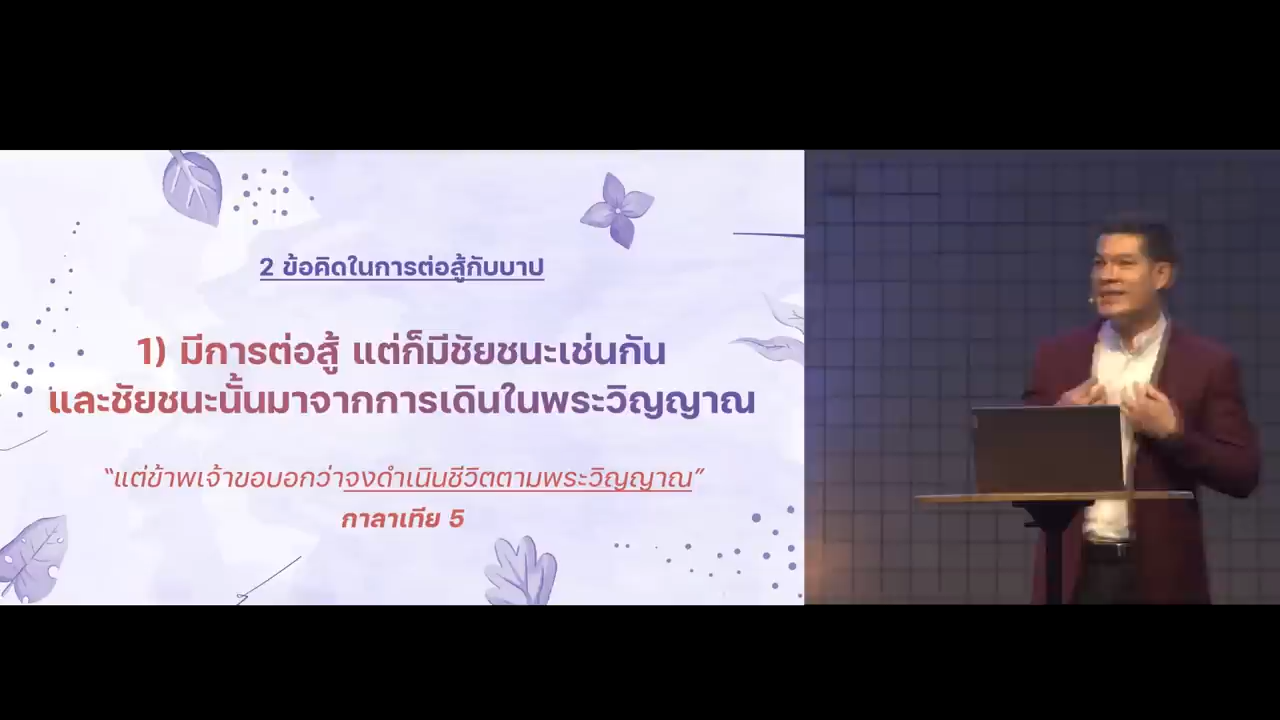 2 ข้อคิดในการต่อสู้กับบาป
1) มีการต่อสู้ แต่ก็มีชัยชนะเช่นกัน
และชัยชนะนั้นมาจากการเดินในพระวิญญาณ
“แต่ข้าพเจ้าขอบอกว่าจงดำเนินชีวิตตามพระวิญญาณ”
กาลาเทีย 5